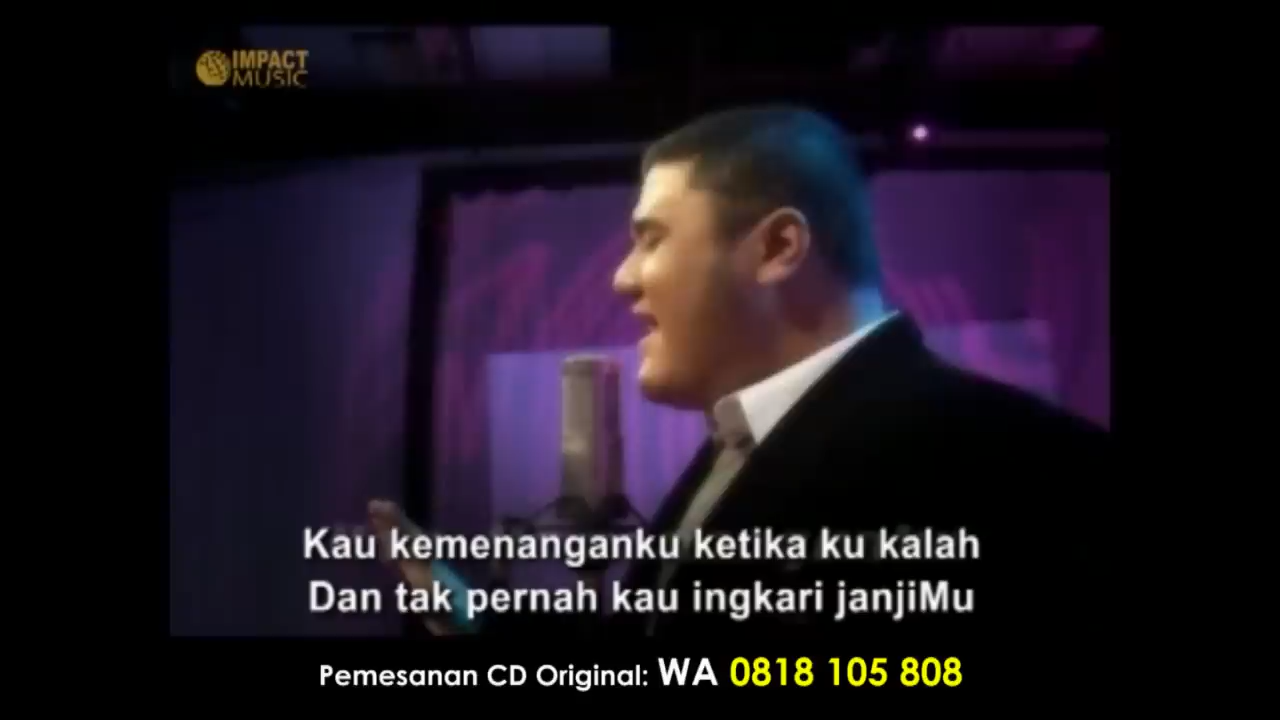 IMPACT
MUSIC
Kau kemenanganku ketika ku kalah
Dan tak pernah kau ingkari janjiMu
Pemesanan CD Original: WA 0818 105 808